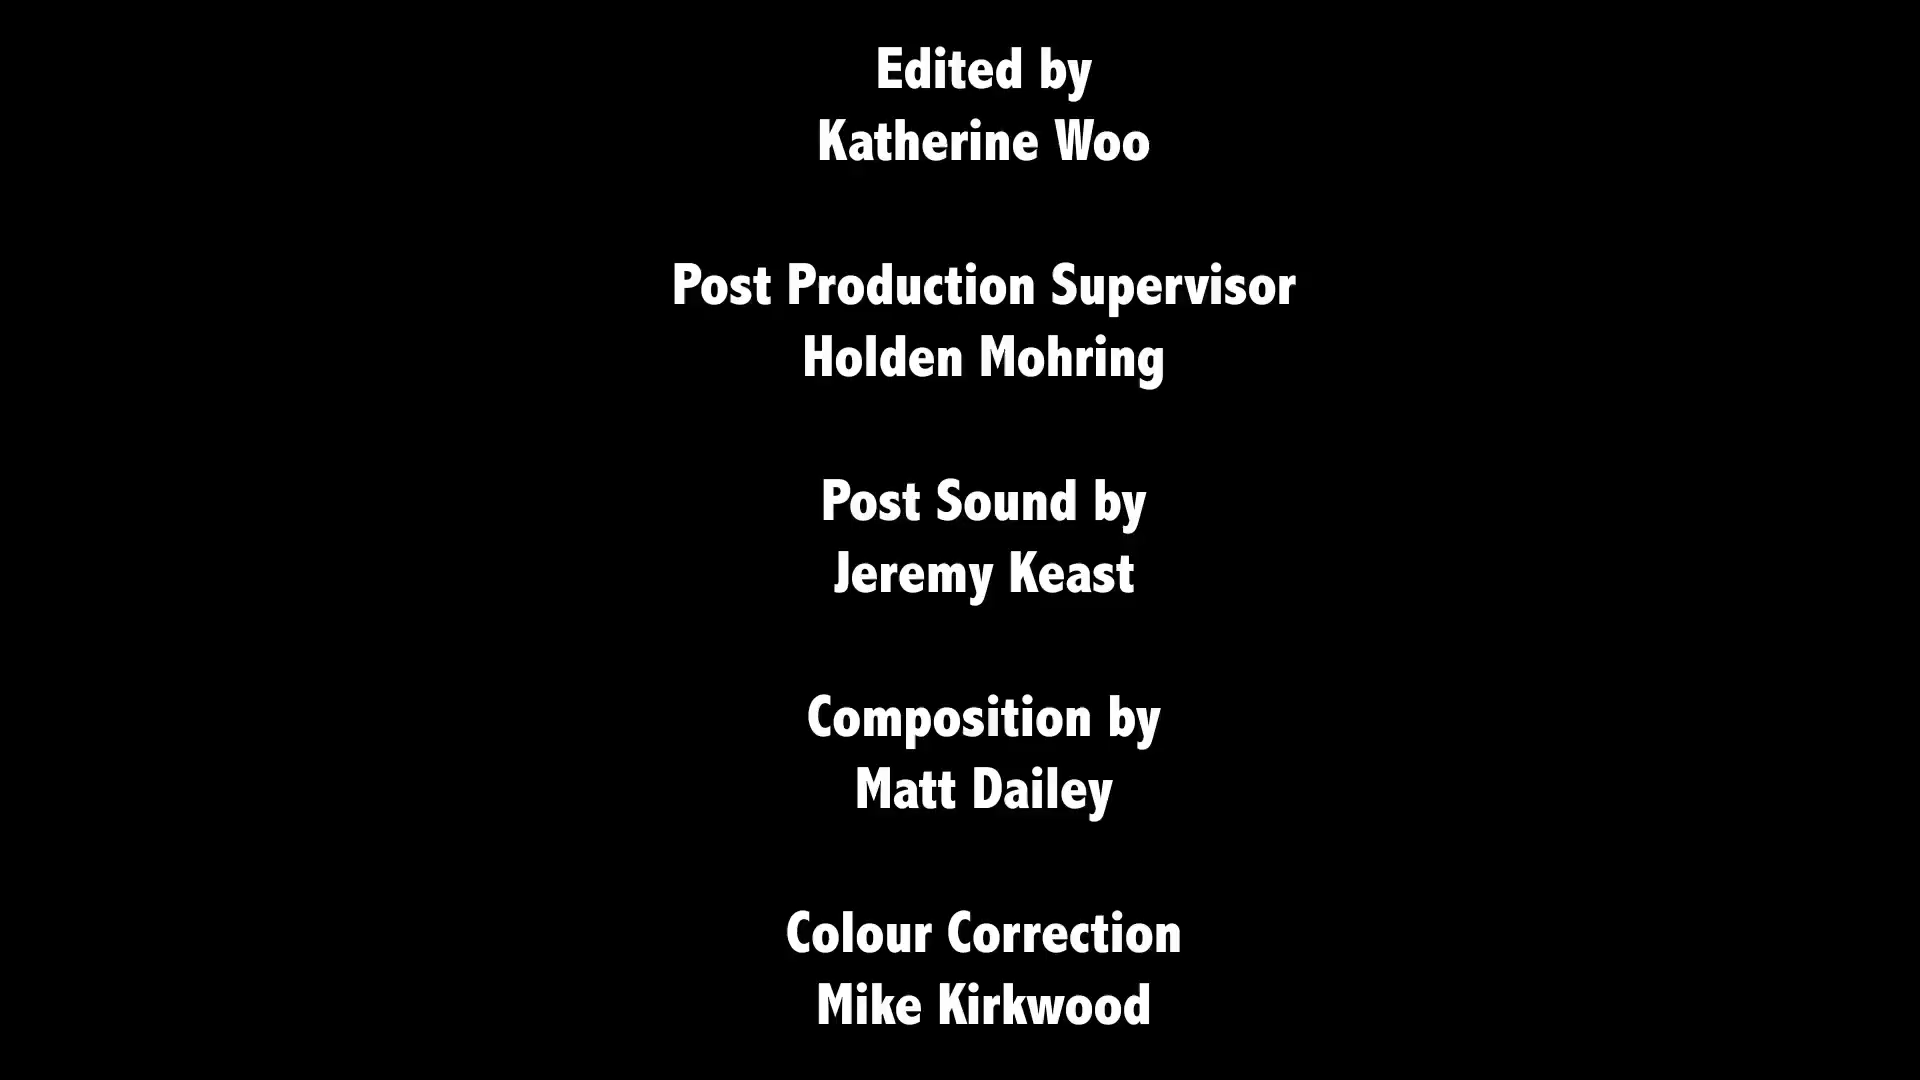 Edited by
Katherine Woo
Post Production Supervisor
Holden Mohring
Post Sound by
Jeremy Keast
Composition by
Matt Dailey
Colour Correction
Mike Kirkwood